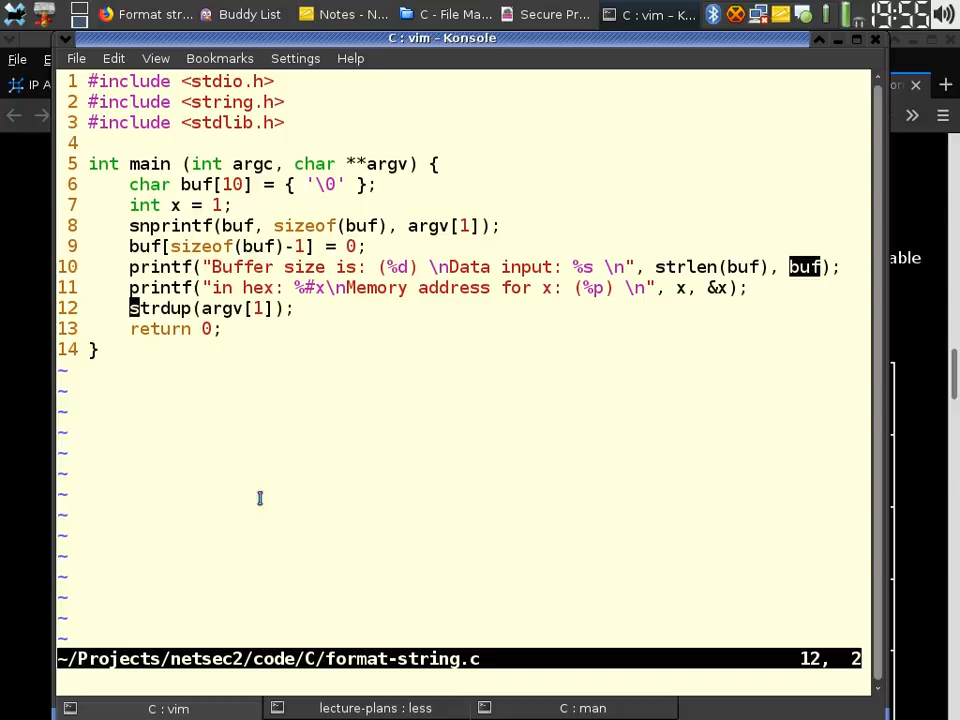 Format str... Buddy List Notes - N... C - File Ma... Secure Pr... C : vim – K... 19:55
C : vim - Konsole
File Edit View Bookmarks Settings Help
File
IP A
able
1 #include <stdio.h>
2 #include <string.h>
3 #include <stdlib.h>
4
5 int main (int argc, char **argv) {
6 char buf[10] = { '\0' };
7 int x = 1;
8 snprintf(buf, sizeof(buf), argv[1]);
9 buf[sizeof(buf)-1] = 0;
10 printf("Buffer size is: (%d) \nData input: %s \n", strlen(buf), buf);
11 printf("in hex: %#x\nMemory address for x: (%p) \n", x, &x);
12 strdup(argv[1]);
13 return 0;
14 }
~
~
~
~
~
~
~
~
~
~
~
~
~
~
~/Projects/netsec2/code/C/format-string.c 12, 2
C : vim lecture-plans : less C : man